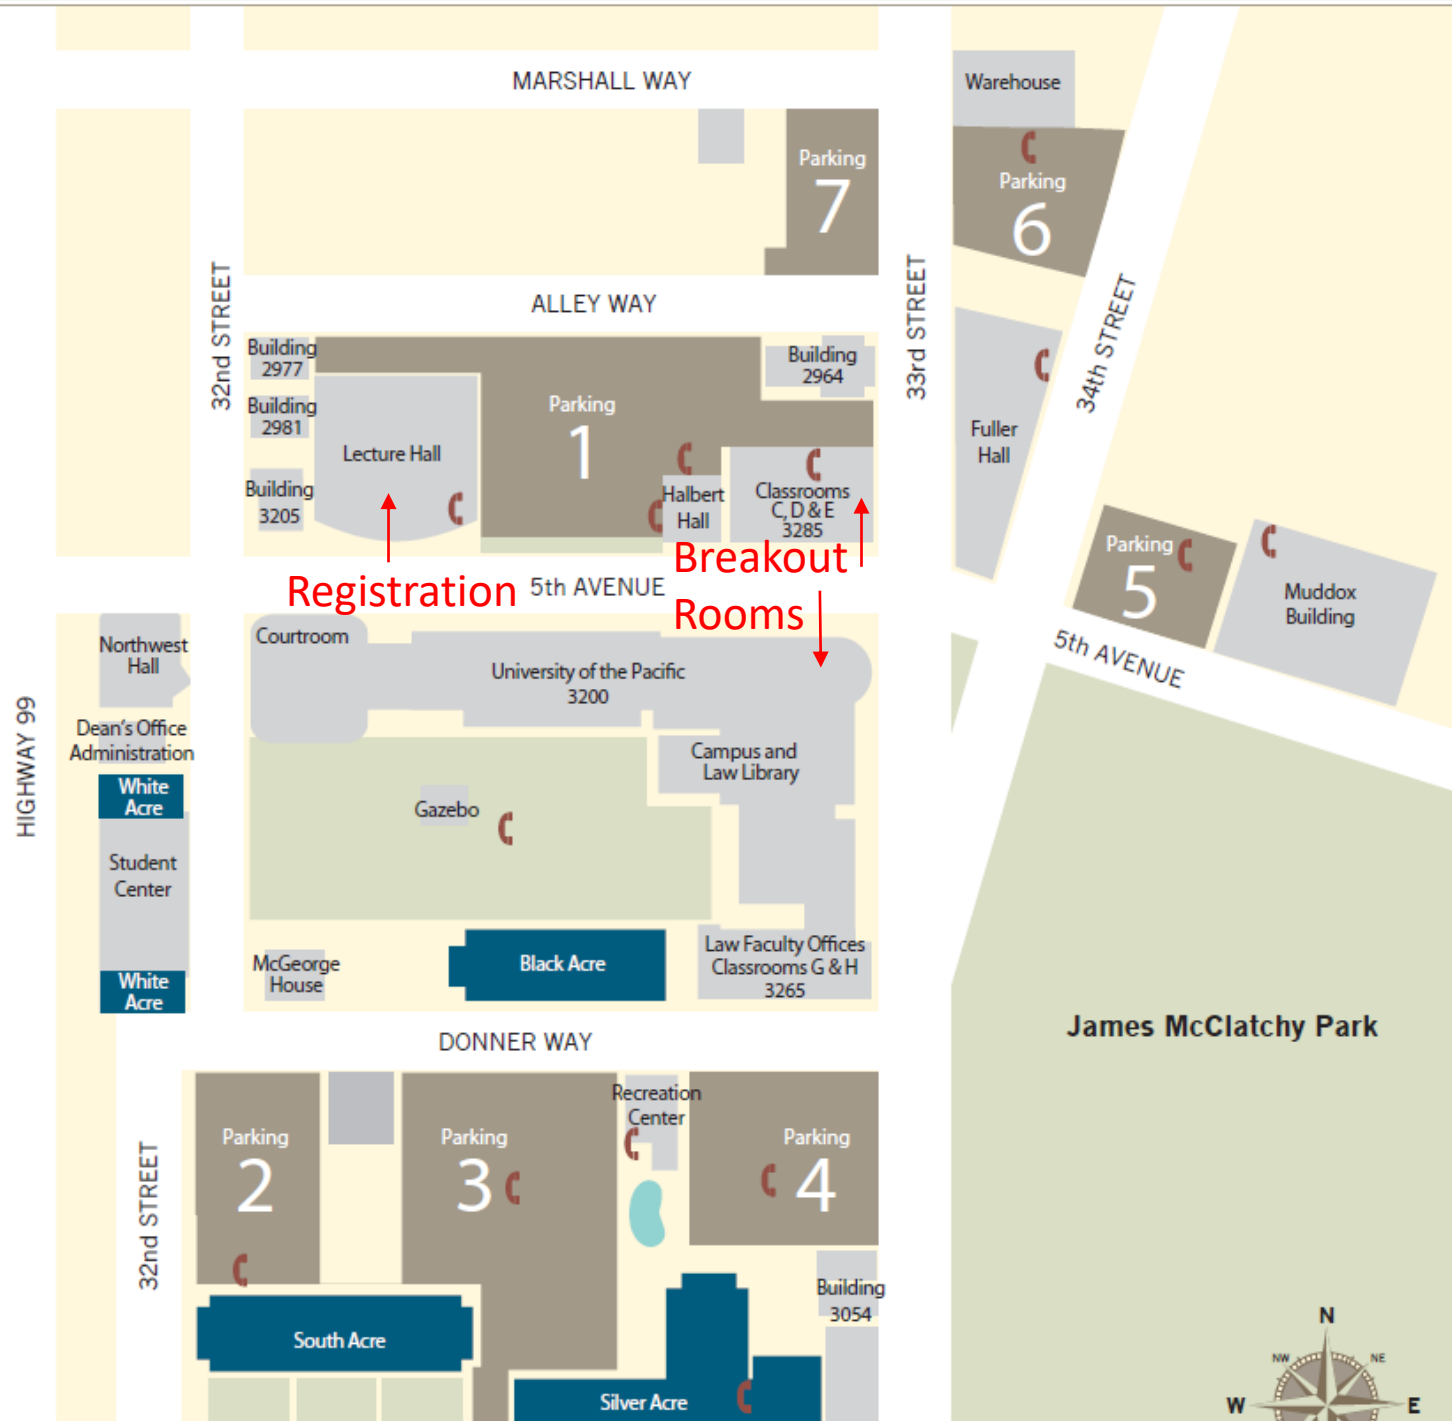 MARSHALL WAY
Warehouse
Parking
7
Parking
6
32nd STREET
ALLEY WAY
33rd STREET
34th STREET
Building
2977
Building
2964
Building
2981
Parking
1
Lecture Hall
Fuller
Hall
Building
3205
Halbert
Hall
Classrooms
C, D & E
3285
Parking
5
Muddox
Building
Registration
5th AVENUE
Breakout
Rooms
5th AVENUE
Northwest
Hall
Courtroom
University of the Pacific
3200
HIGHWAY 99
Dean's Office
Administration
Campus and
Law Library
White
Acre
Gazebo
Student
Center
McGeorge
House
Black Acre
Law Faculty Offices
Classrooms G & H
3265
White
Acre
James McClatchy Park
DONNER WAY
32nd STREET
Parking
2
Parking
3
Recreation
Center
Parking
4
Building
3054
South Acre
Silver Acre
N
NW
NE
W
E